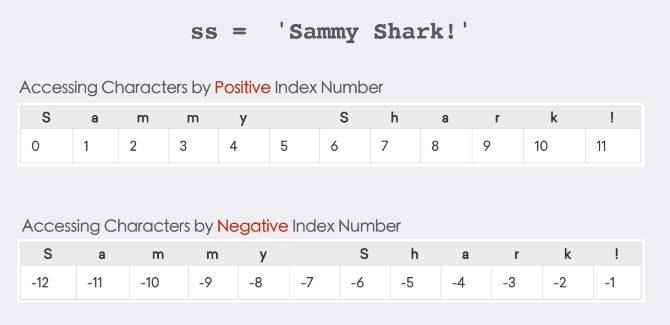 ss = 'Sammy Shark!'
Accessing Characters by Positive Index Number
S a m m y S h a r k !
0 1 2 3 4 5 6 7 8 9 10 11
Accessing Characters by Negative Index Number
S a m m y S h a r k !
-12 -11 -10 -9 -8 -7 -6 -5 -4 -3 -2 -1